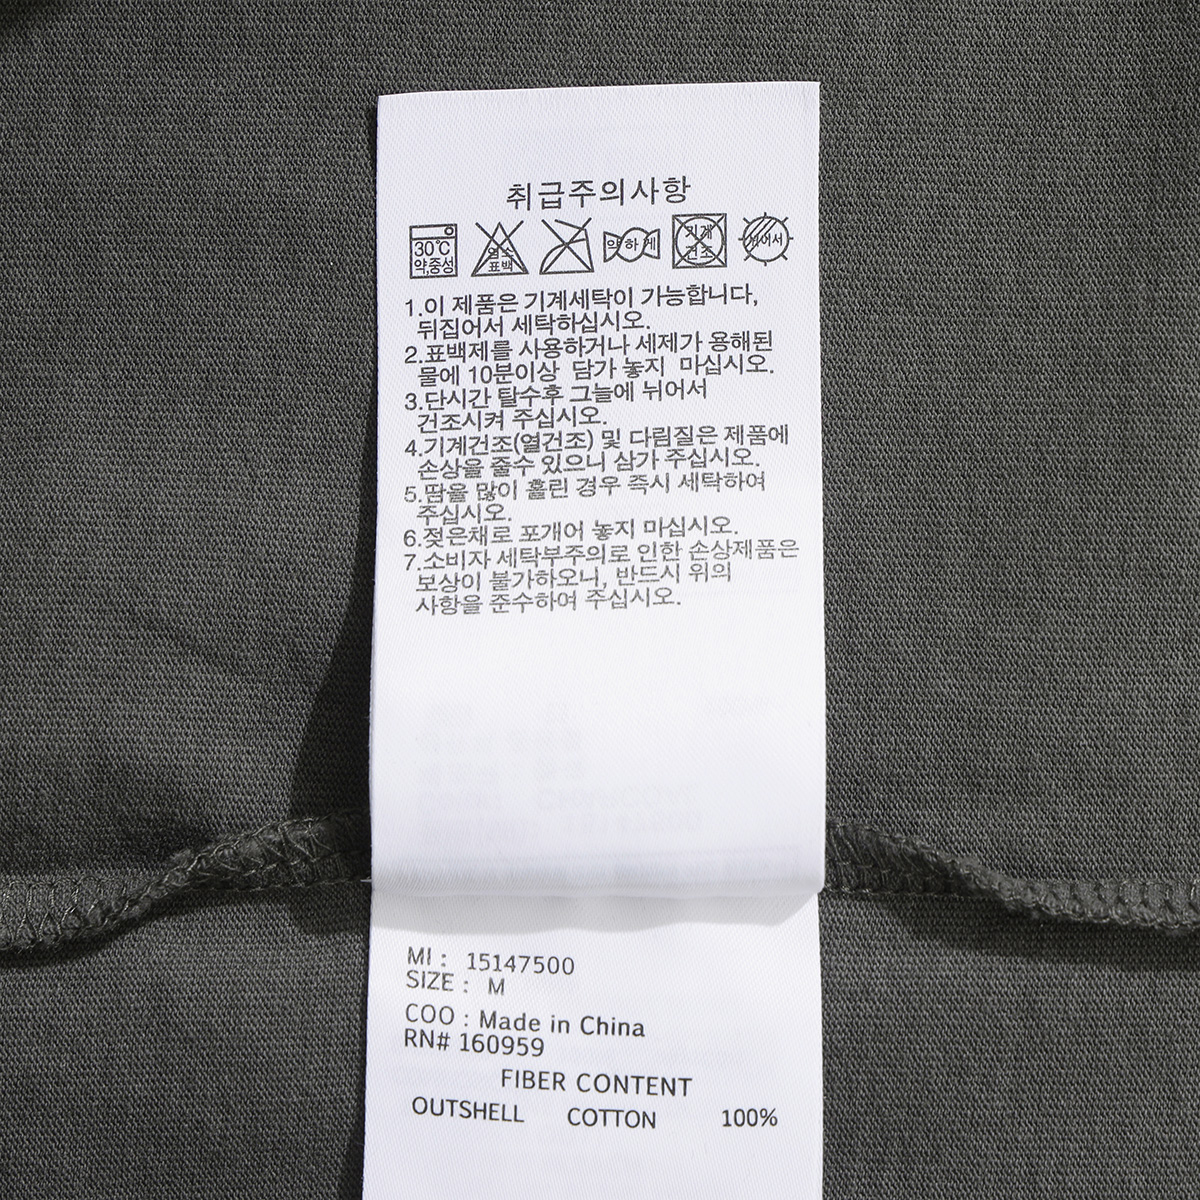 취급주의사항
30℃
약,중성
염소
표백
약하게
기계
건조
뉘어서
1.이 제품은 기계세탁이 가능합니다,
뒤집어서 세탁하십시오.
2.표백제를 사용하거나 세제가 용해된
물에 10분이상 담가 놓지 마십시오.
3.단시간 탈수후 그늘에 뉘어서
건조시켜 주십시오.
4.기계건조(열건조) 및 다림질은 제품에
손상을 줄수 있으니 삼가 주십시오.
5.땀을 많이 흘린 경우 즉시 세탁하여
주십시오.
6.젖은채로 포개어 놓지 마십시오.
7.소비자 세탁부주의로 인한 손상제품은
보상이 불가하오니, 반드시 위의
사항을 준수하여 주십시오.
MI : 15147500
SIZE : M
COO : Made in China
RN# 160959
FIBER CONTENT
OUTSHELL COTTON 100%